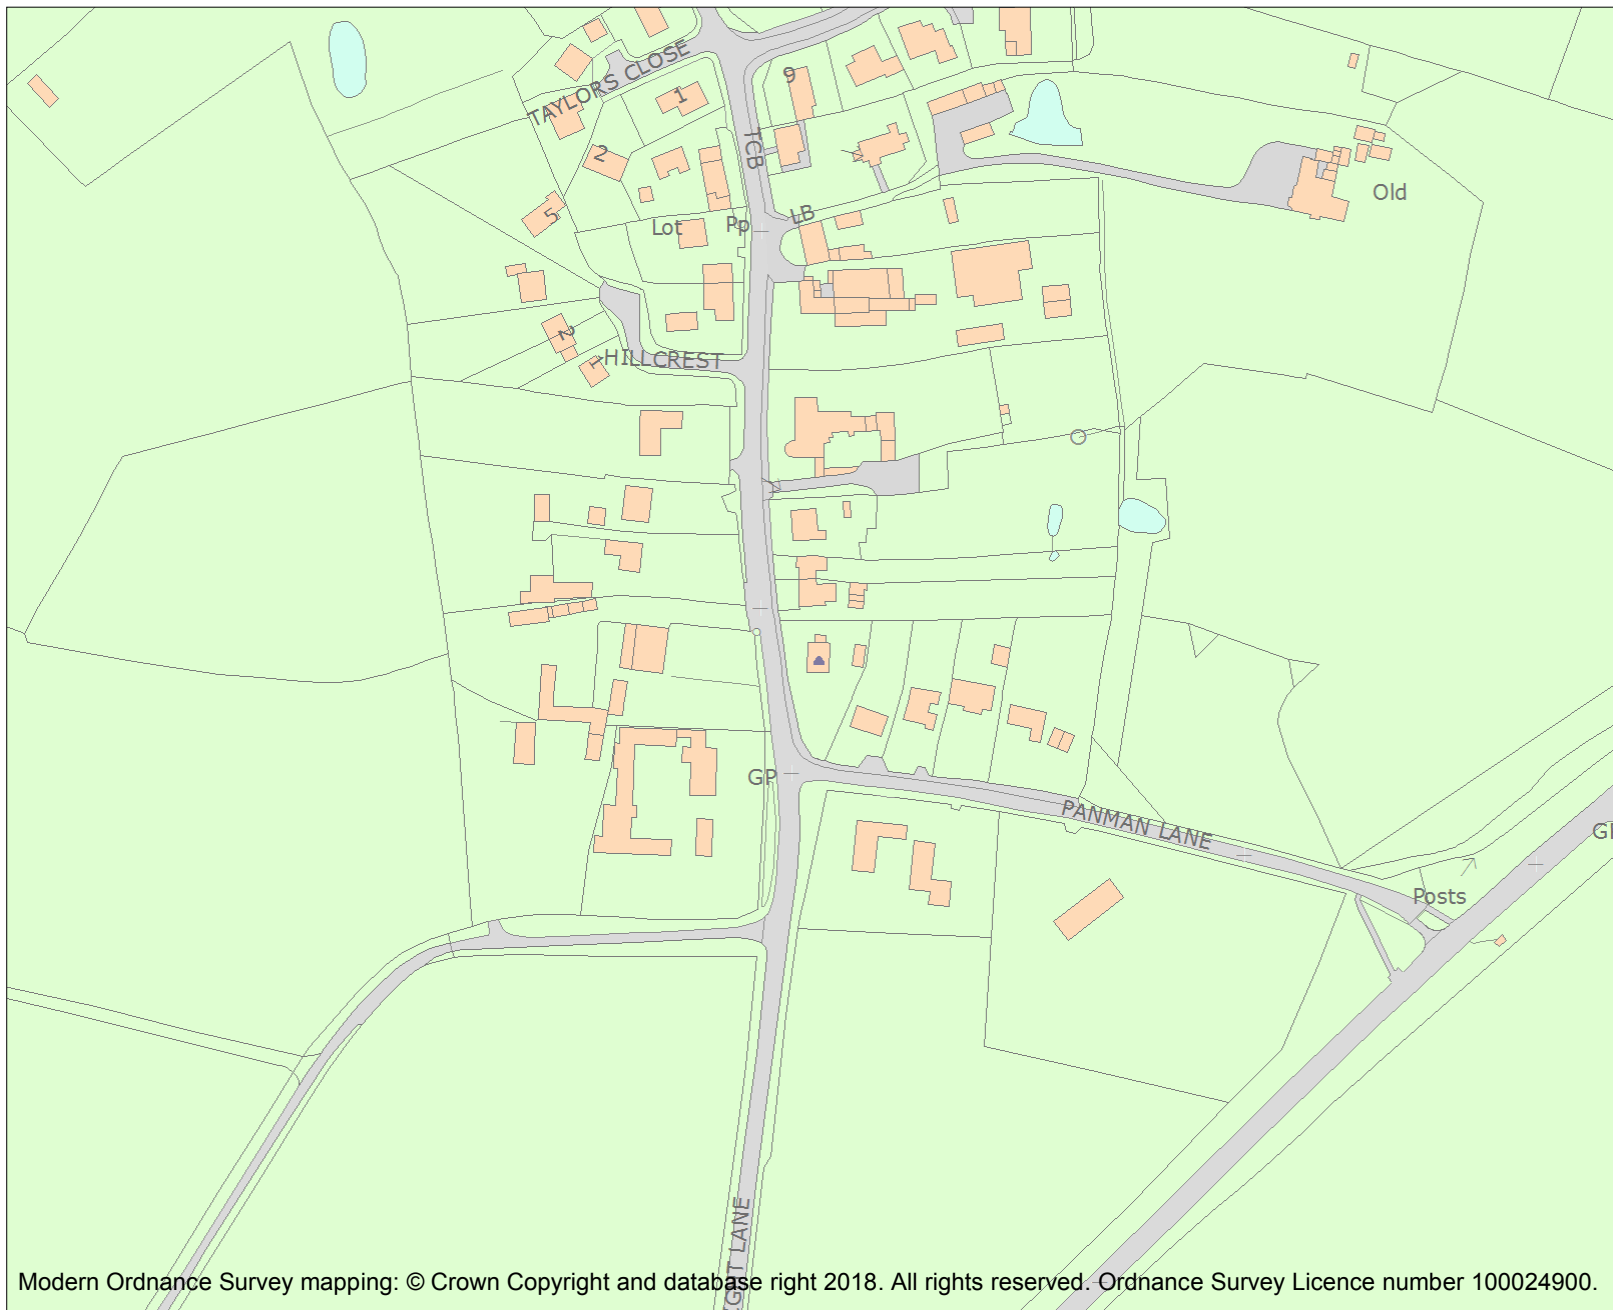 TAYLORS CLOSE
1
9
2
TCB
5
Lot
Pp
LB
Old
2
1
HILLCREST
GP
PANMAN LANE
Posts
LANE
Modern Ordnance Survey mapping: © Crown Copyright and database right 2018. All rights reserved. Ordnance Survey Licence number 100024900.